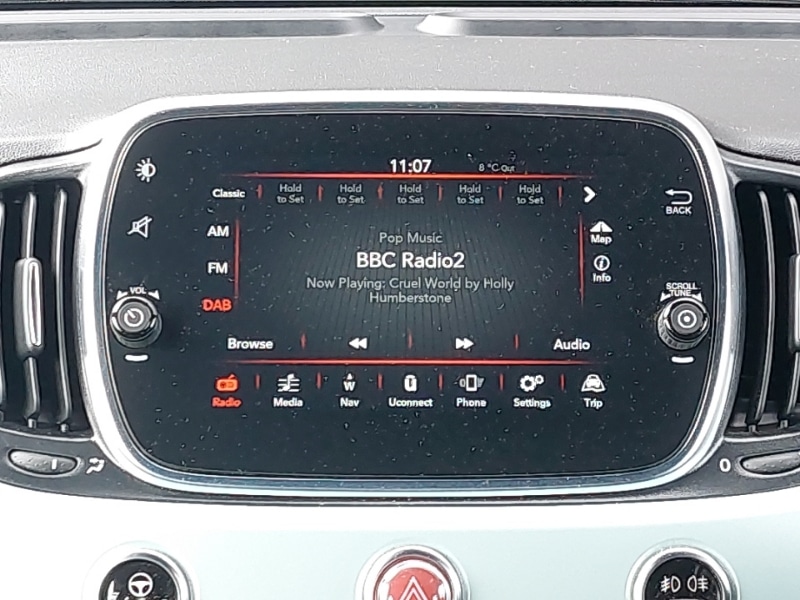 11:07
8 °C Out
Classic
Hold to Set
Hold to Set
Hold to Set
Hold to Set
Hold to Set
BACK
AM
FM
DAB
Pop Music
BBC Radio2
Now Playing: Cruel World by Holly
Humberstone
Map
Info
VOL
SCROLL
TUNE
Browse
Audio
Radio
Media
W
Nav
Uconnect
Phone
Settings
Trip
0